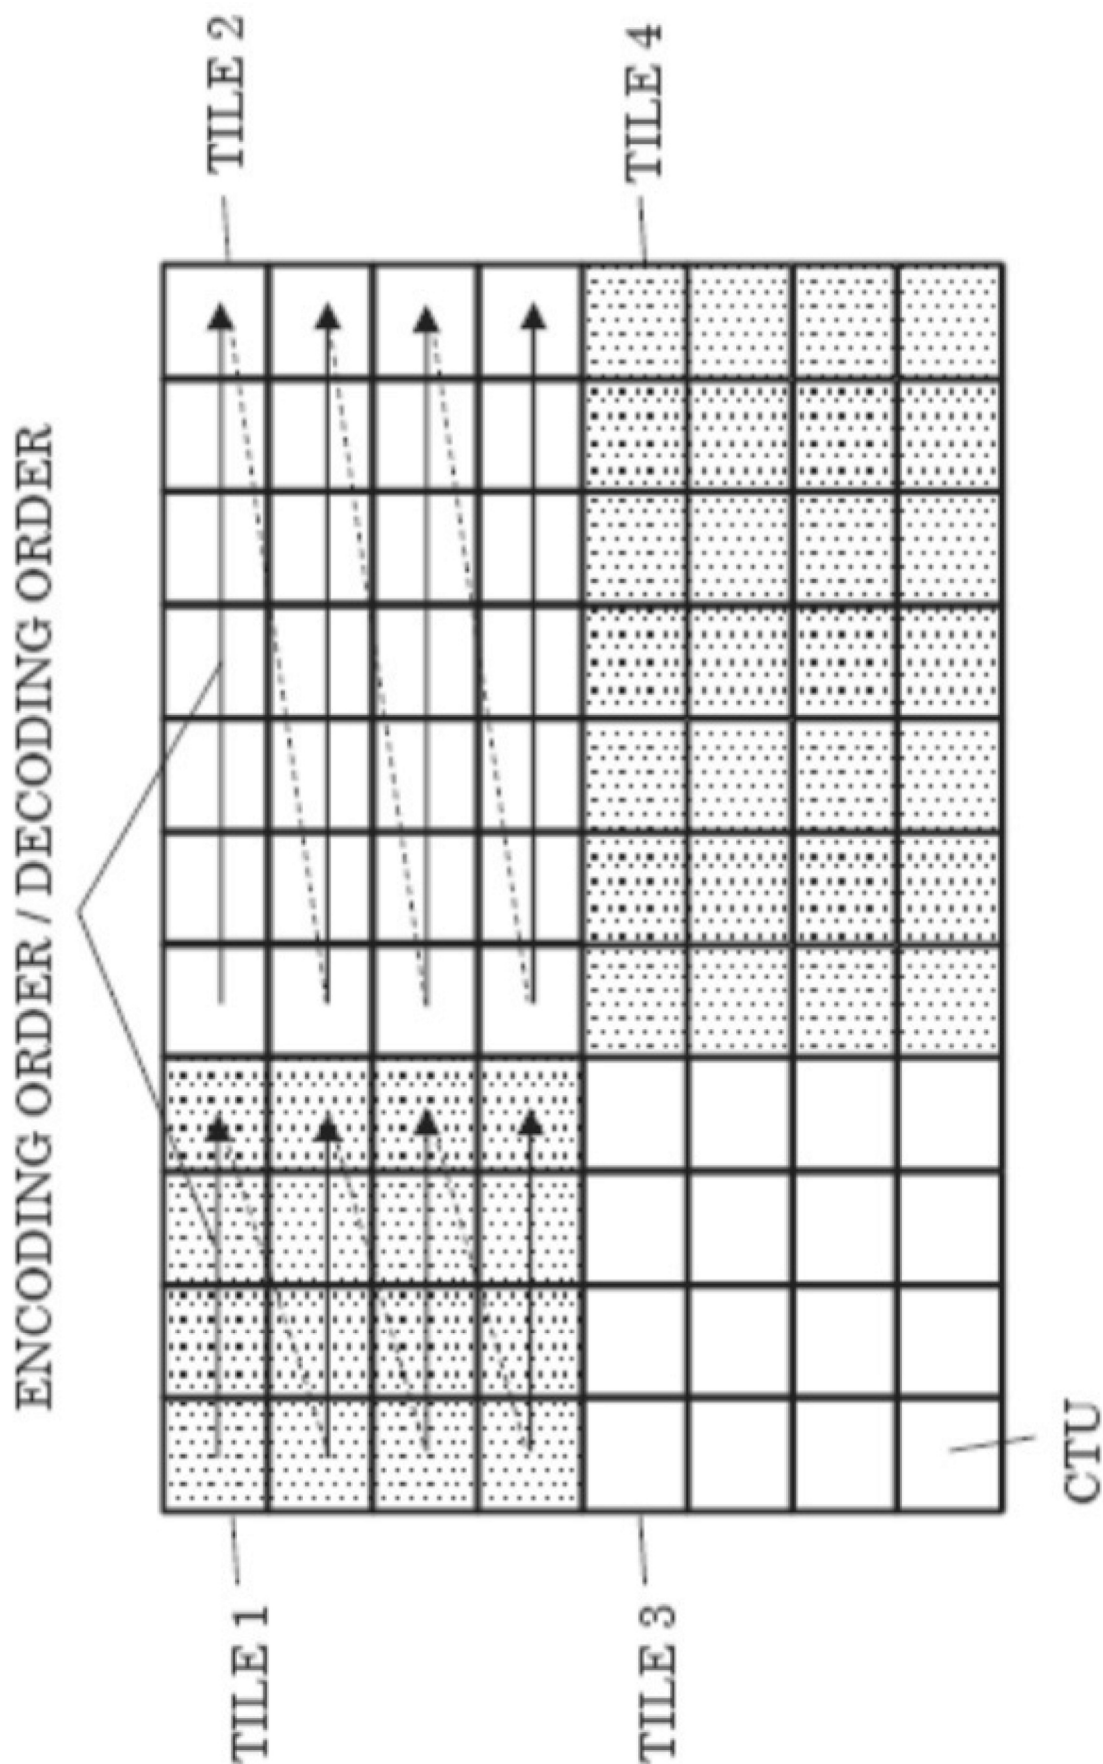 ENCODING ORDER / DECODING ORDER
TILE 1
TILE 2
TILE 3
TILE 4
CTU